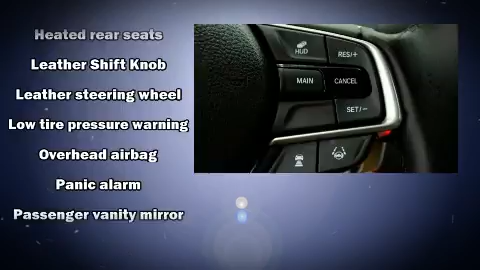 Heated rear seats
Leather Shift Knob
Leather steering wheel
Low tire pressure warning
Overhead airbag
Panic alarm
Passenger vanity mirror
HUD
RES/+
MAIN
CANCEL
SET/−